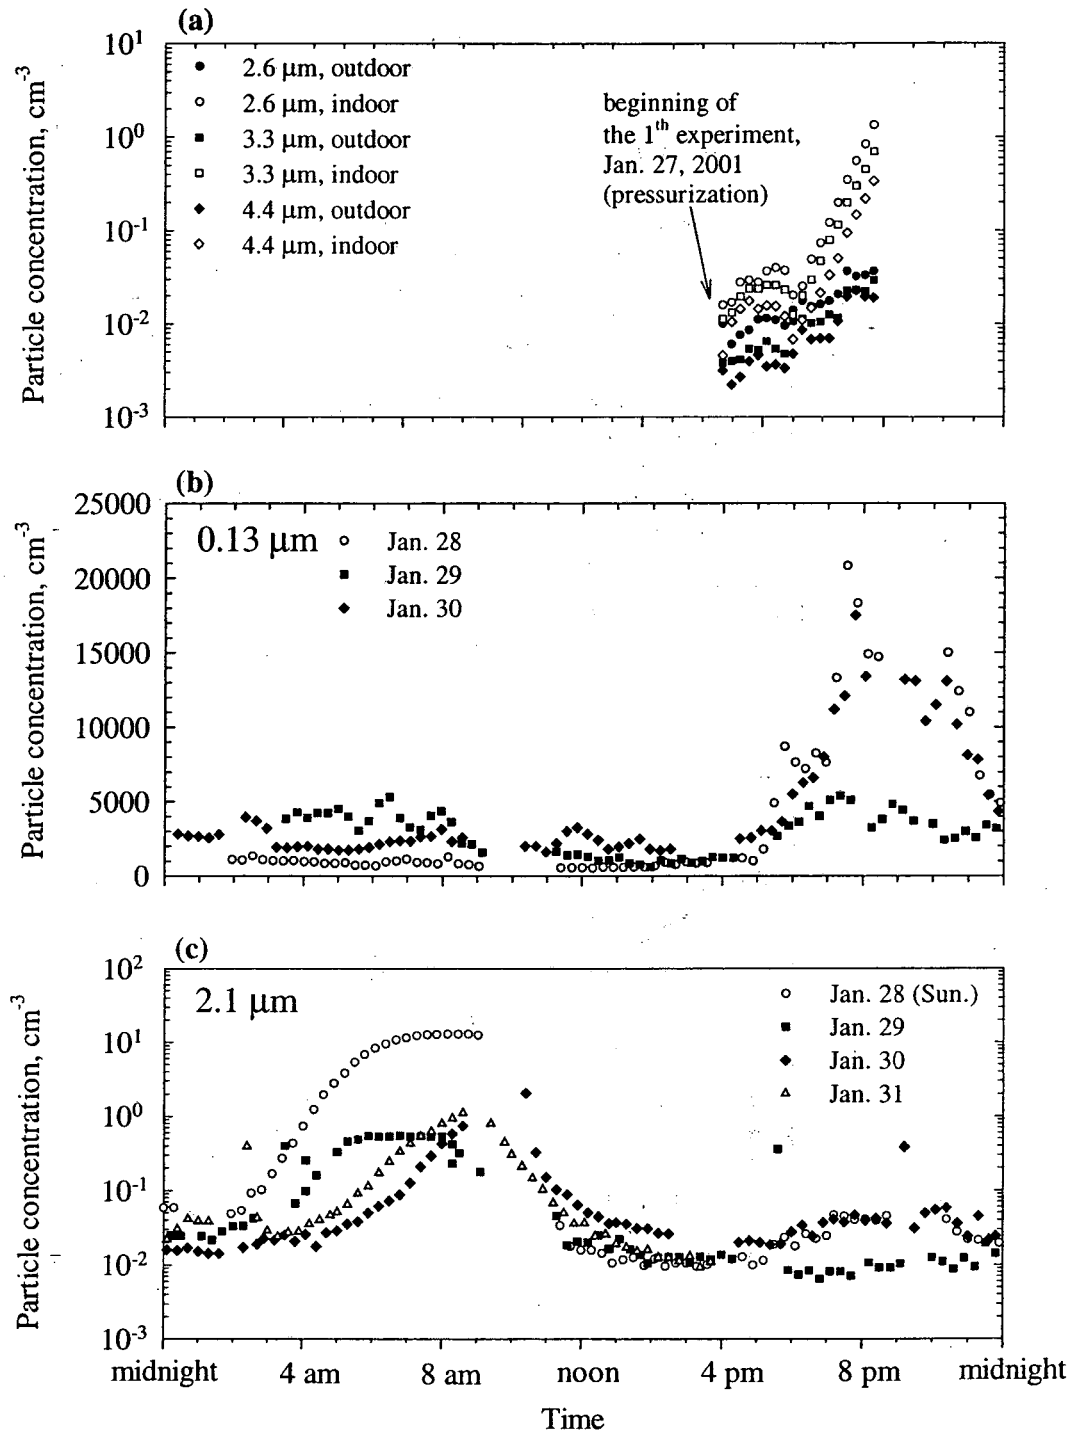 (a)
10¹
10⁰
10⁻¹
10⁻²
10⁻³
Particle concentration, cm⁻³
2.6 μm, outdoor
2.6 μm, indoor
3.3 μm, outdoor
3.3 μm, indoor
4.4 μm, outdoor
4.4 μm, indoor
beginning of
the 1ᵗʰ experiment,
Jan. 27, 2001
(pressurization)
(b)
25000
20000
15000
10000
5000
0
Particle concentration, cm⁻³
0.13 μm
Jan. 28
Jan. 29
Jan. 30
(c)
10²
10¹
10⁰
10⁻¹
10⁻²
10⁻³
Particle concentration, cm⁻³
2.1 μm
Jan. 28 (Sun.)
Jan. 29
Jan. 30
Jan. 31
midnight 4 am 8 am noon 4 pm 8 pm midnight
Time